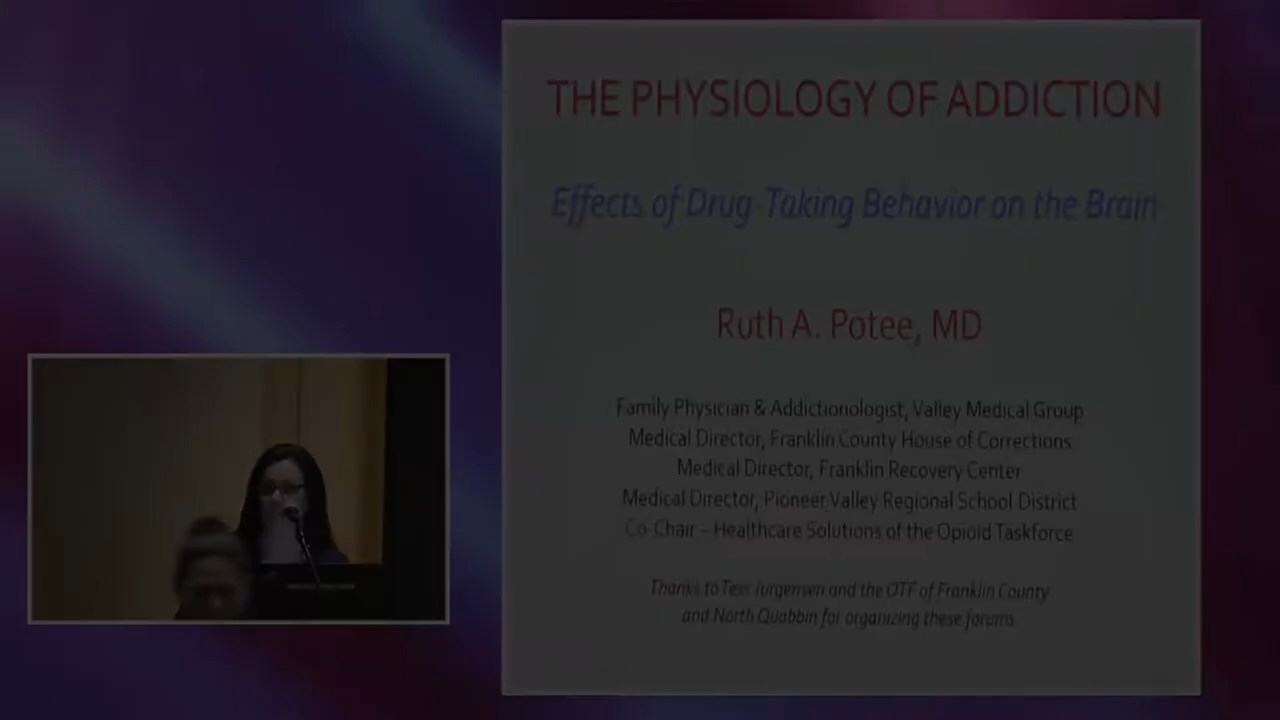 THE PHYSIOLOGY OF ADDICTION
Effects of Drug-Taking Behavior on the Brain
Ruth A. Potee, MD
Family Physician & Addictionologist, Valley Medical Group
Medical Director, Franklin County House of Corrections
Medical Director, Franklin Recovery Center
Medical Director, Pioneer Valley Regional School District
Co-Chair – Healthcare Solutions of the Opioid Taskforce
Thanks to Tess Jurgensen and the OTF of Franklin County
and North Quabbin for organizing these forums